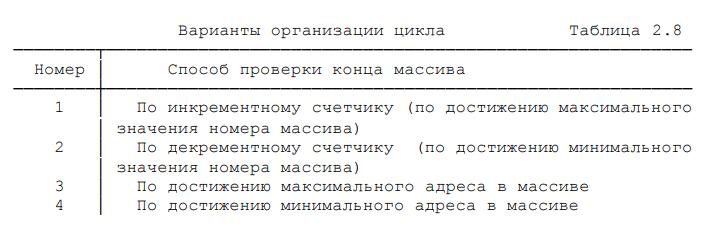 Варианты организации цикла Таблица 2.8
Номер Способ проверки конца массива
1 По инкрементному счетчику (по достижению максимального
значения номера массива)
2 По декрементному счетчику (по достижению минимального
значения номера массива)
3 По достижению максимального адреса в массиве
4 По достижению минимального адреса в массиве